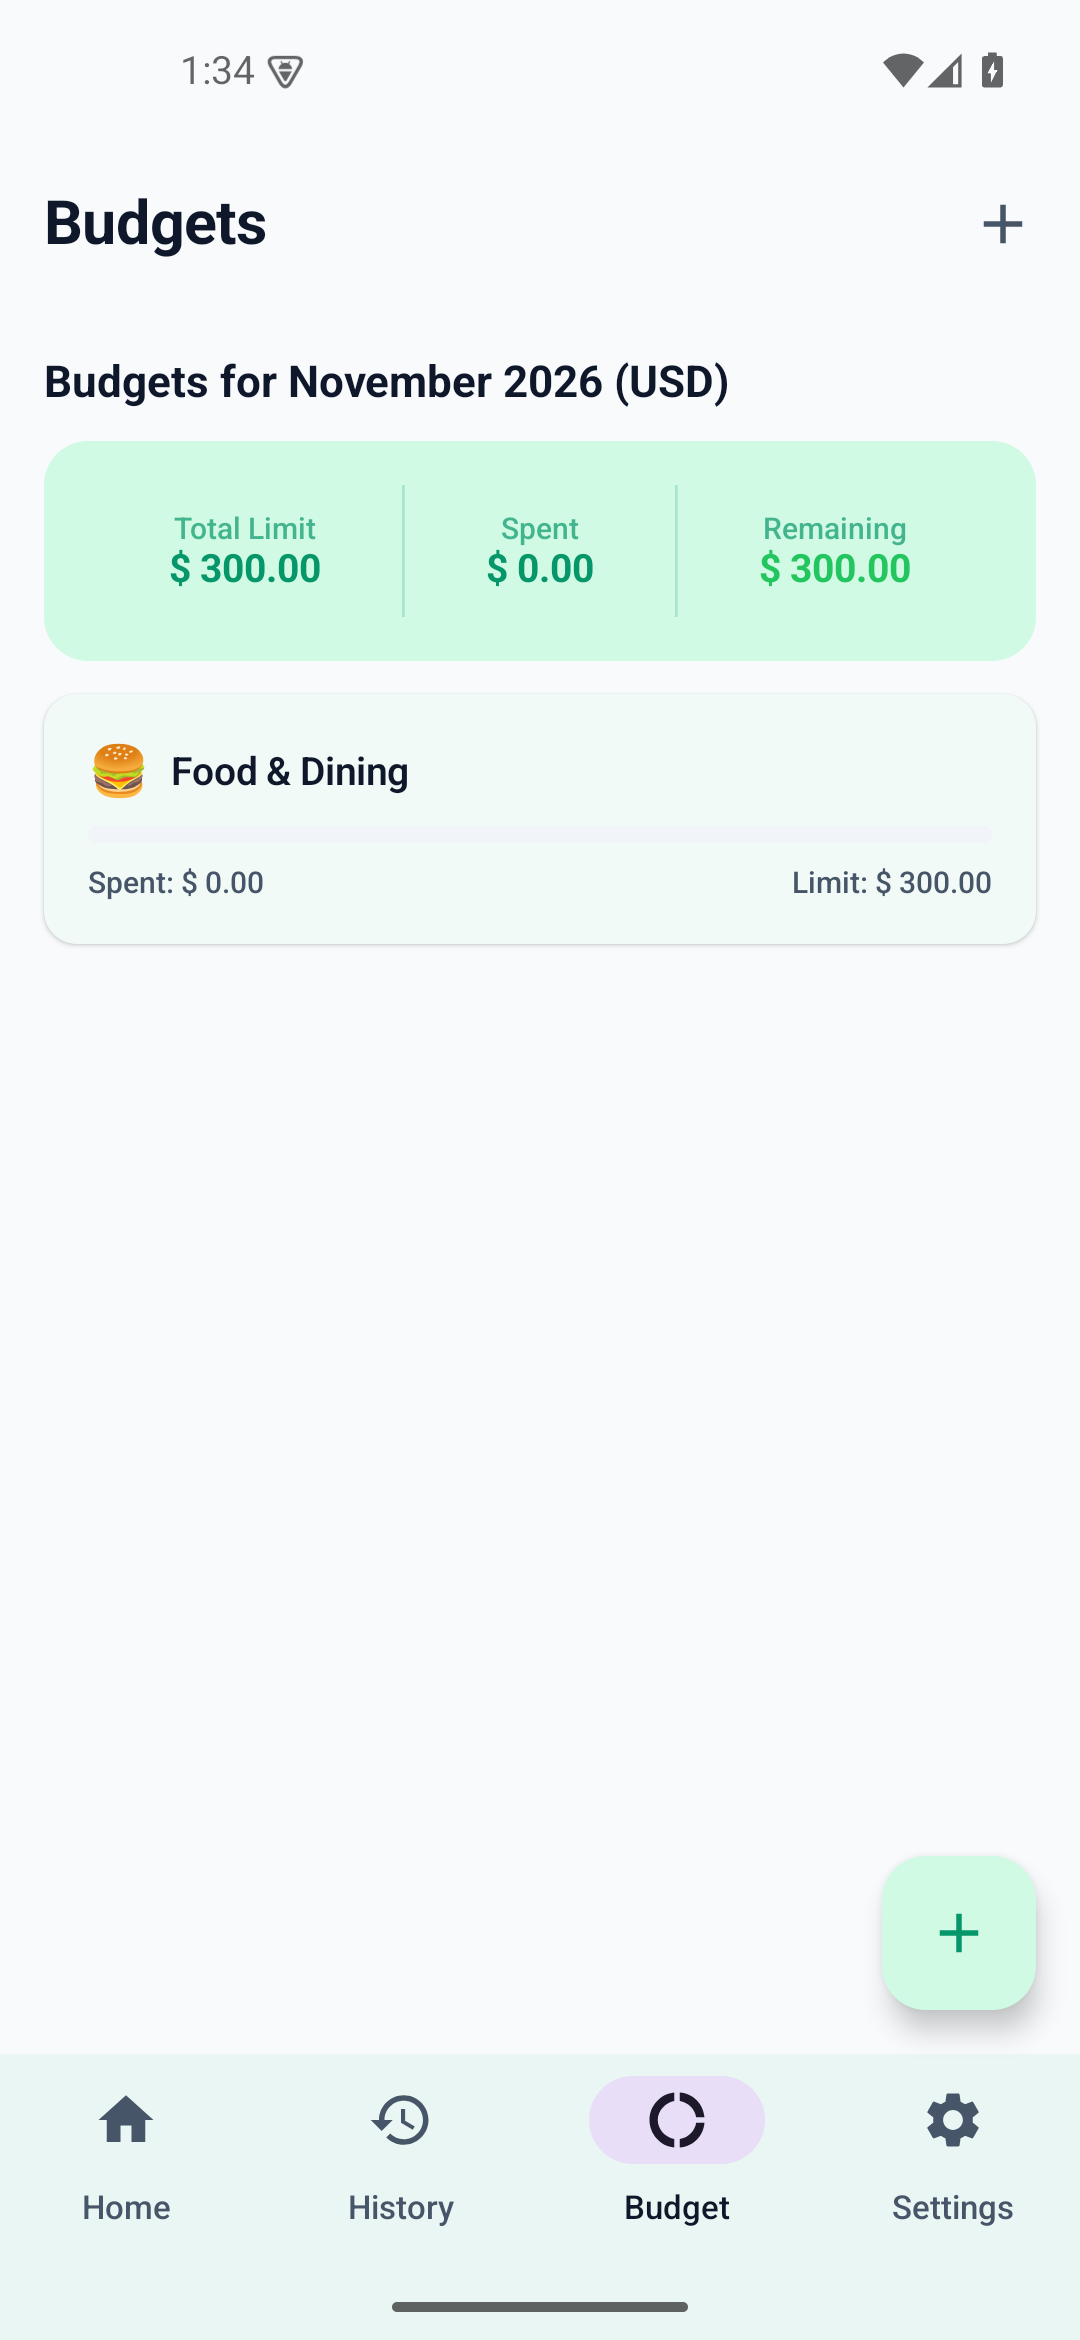 1:34
Budgets
Budgets for November 2026 (USD)
Total Limit
$ 300.00
Spent
$ 0.00
Remaining
$ 300.00
Food & Dining
Spent: $ 0.00
Limit: $ 300.00
Home
History
Budget
Settings